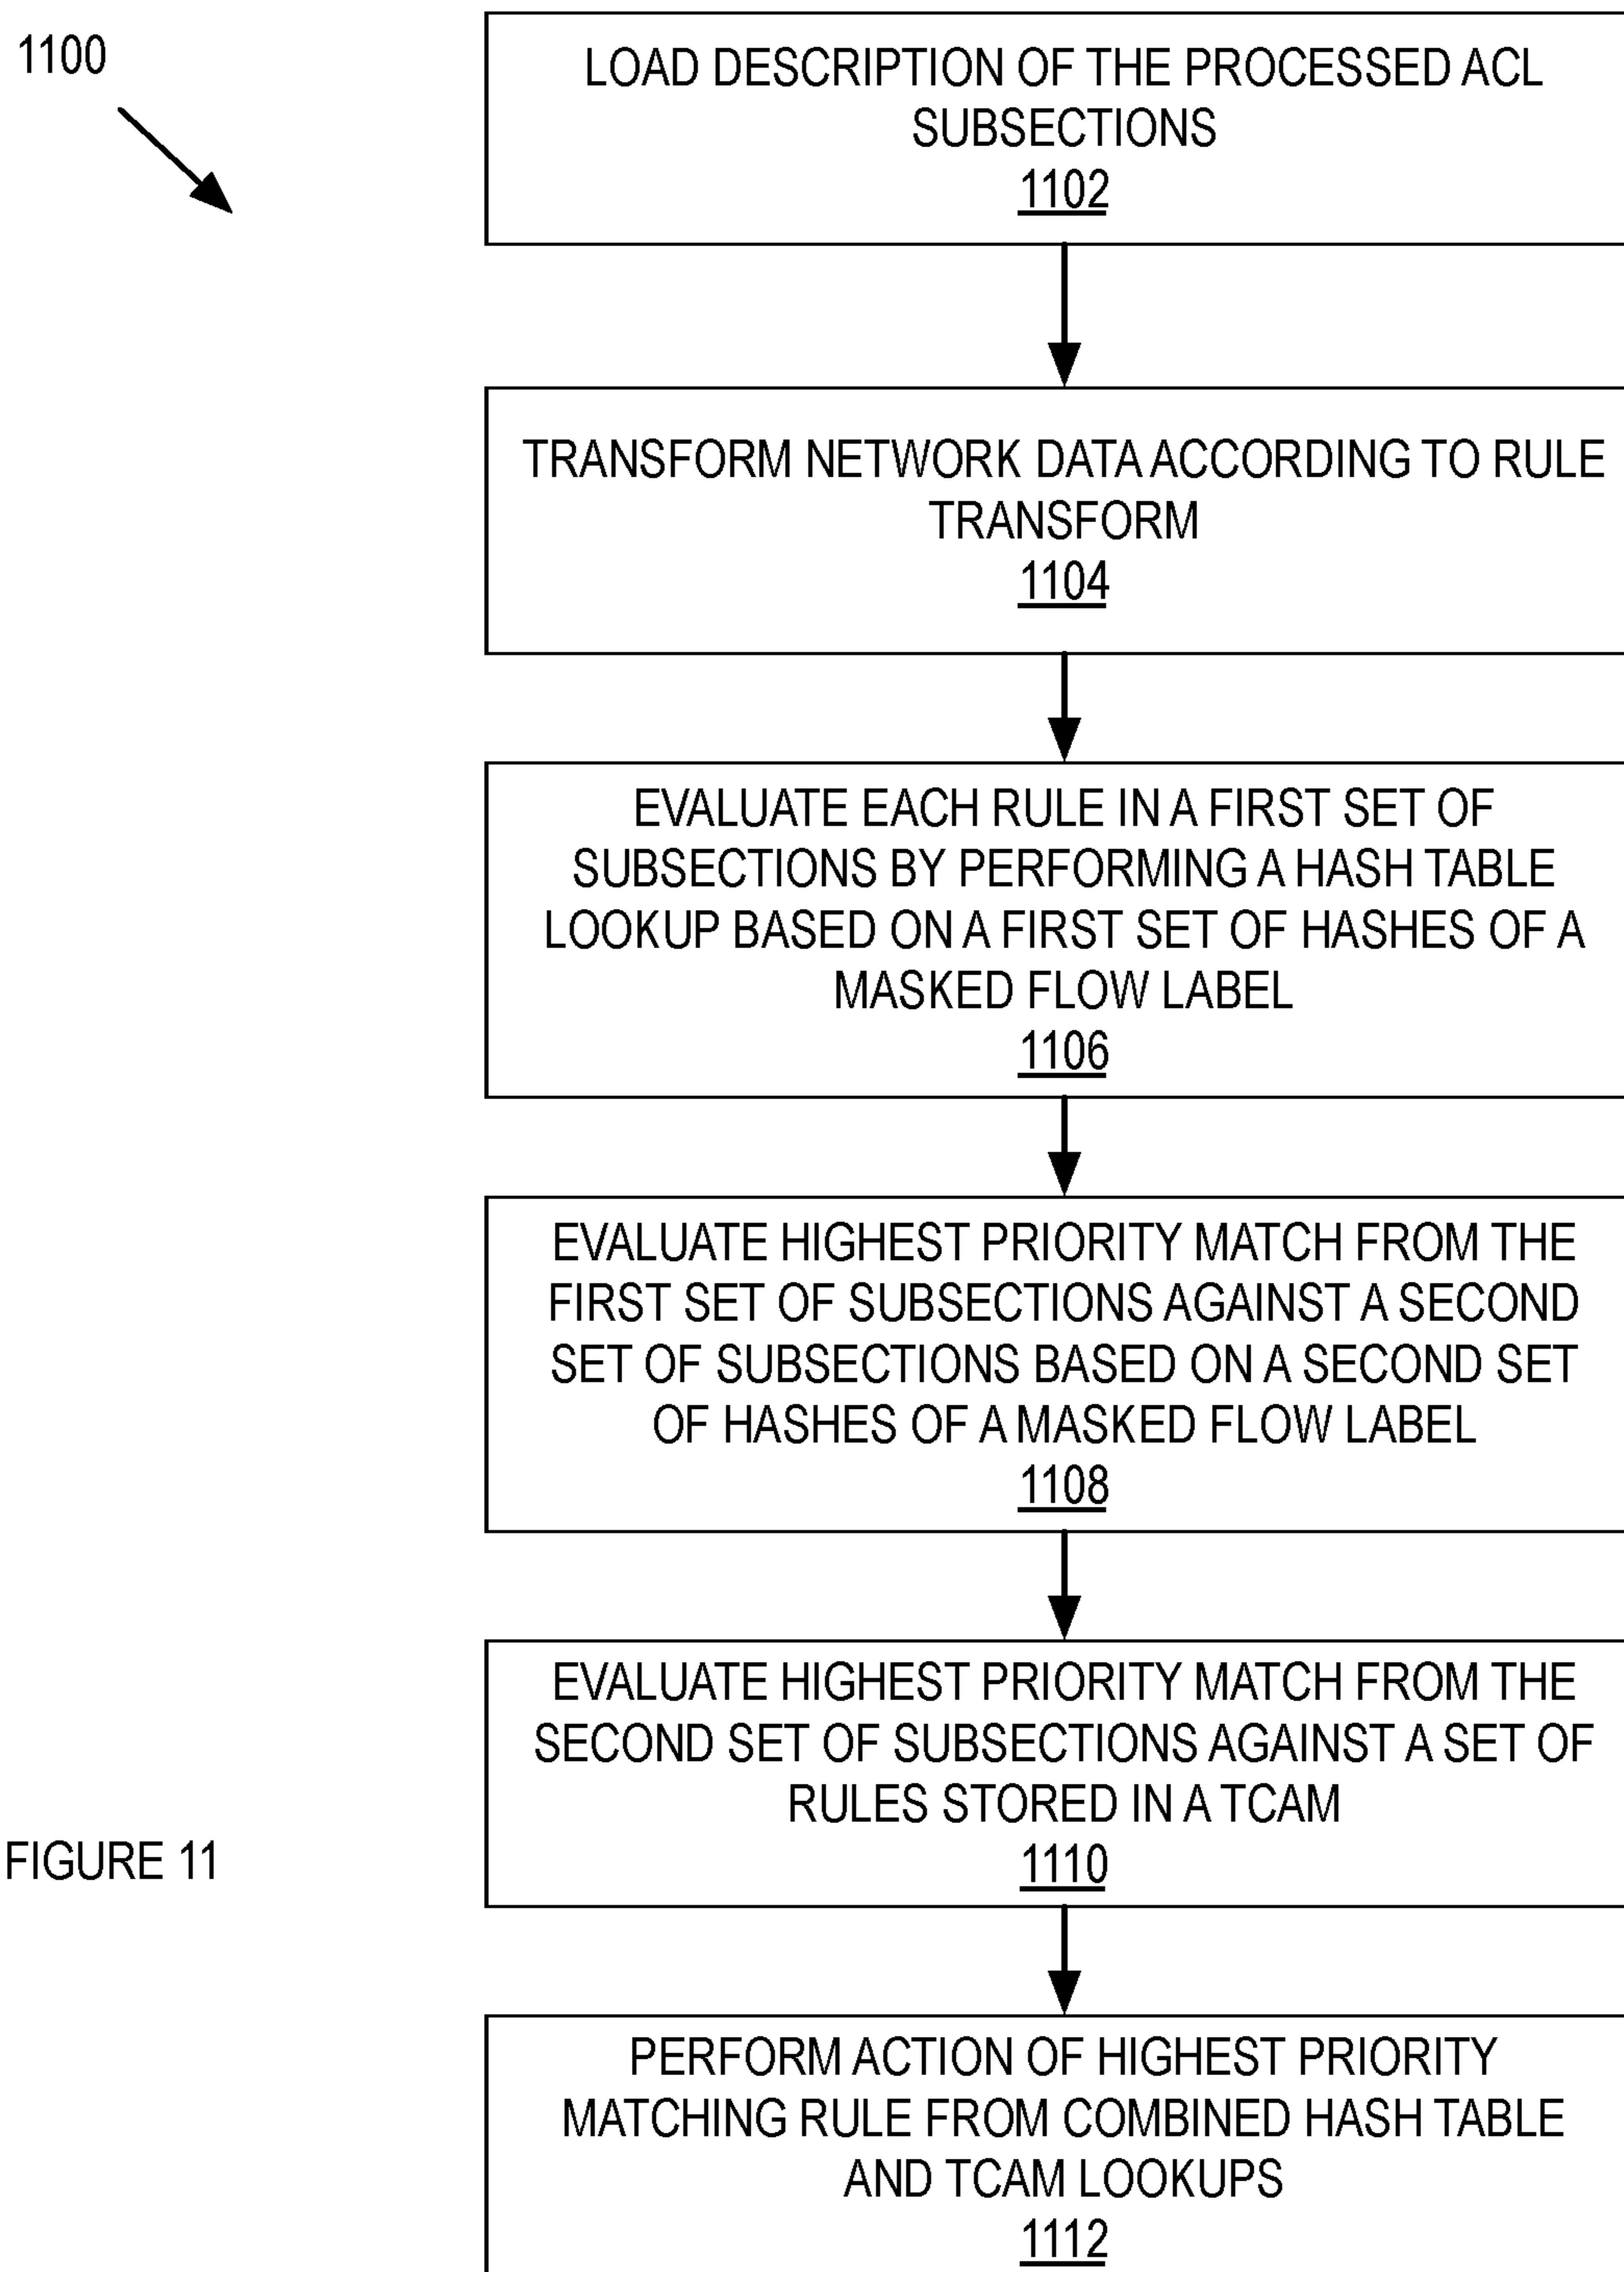 1100
LOAD DESCRIPTION OF THE PROCESSED ACL
SUBSECTIONS
1102
TRANSFORM NETWORK DATA ACCORDING TO RULE
TRANSFORM
1104
EVALUATE EACH RULE IN A FIRST SET OF
SUBSECTIONS BY PERFORMING A HASH TABLE
LOOKUP BASED ON A FIRST SET OF HASHES OF A
MASKED FLOW LABEL
1106
EVALUATE HIGHEST PRIORITY MATCH FROM THE
FIRST SET OF SUBSECTIONS AGAINST A SECOND
SET OF SUBSECTIONS BASED ON A SECOND SET
OF HASHES OF A MASKED FLOW LABEL
1108
EVALUATE HIGHEST PRIORITY MATCH FROM THE
SECOND SET OF SUBSECTIONS AGAINST A SET OF
RULES STORED IN A TCAM
1110
FIGURE 11
PERFORM ACTION OF HIGHEST PRIORITY
MATCHING RULE FROM COMBINED HASH TABLE
AND TCAM LOOKUPS
1112